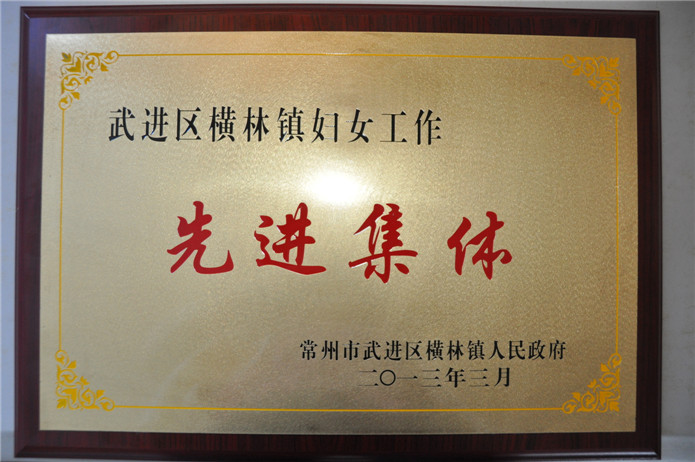 武进区横林镇妇女工作
先进集体
常州市武进区横林镇人民政府
二〇一三年三月